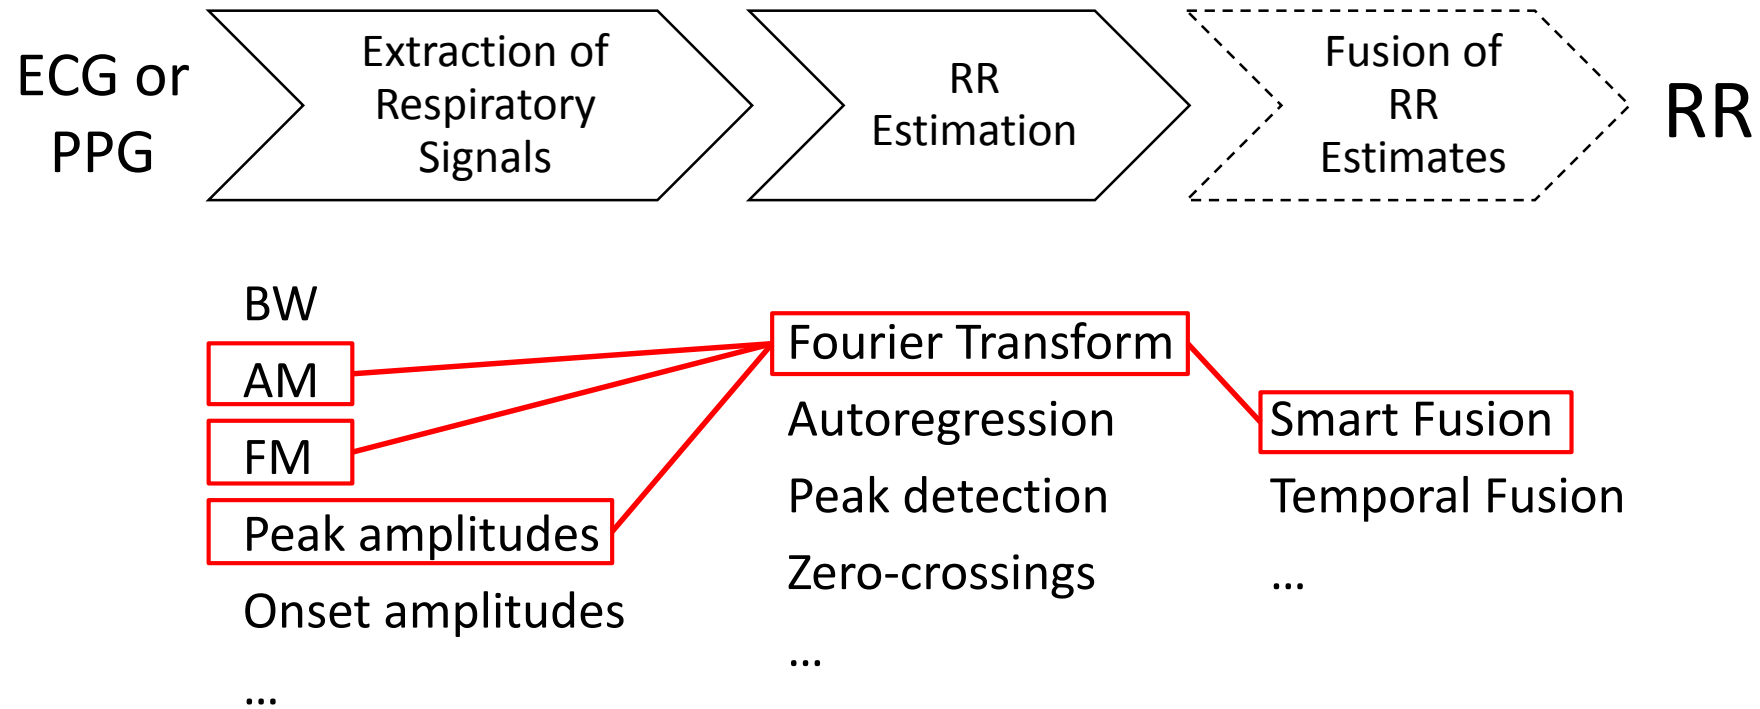 ECG or
PPG
Extraction of
Respiratory
Signals
RR
Estimation
Fusion of
RR
Estimates
RR
BW
AM
FM
Peak amplitudes
Onset amplitudes
...
Fourier Transform
Autoregression
Peak detection
Zero-crossings
...
Smart Fusion
Temporal Fusion
...